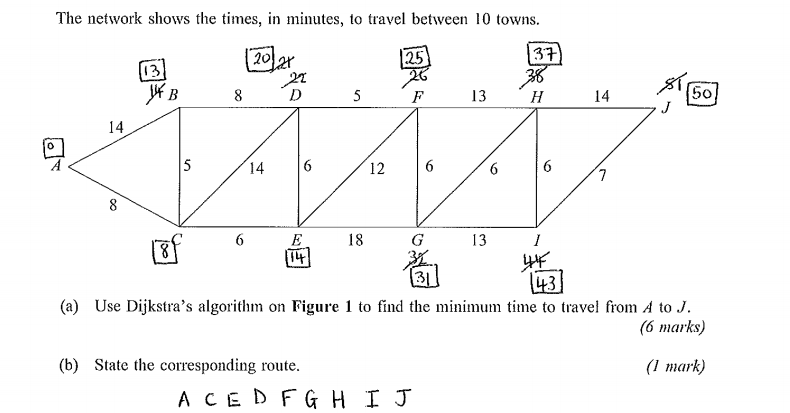 The network shows the times, in minutes, to travel between 10 towns.
20 21 25 37
13 22 26 38 51 50
14 B 8 D 5 F 13 H 14 J
14
0
A 5 14 6 12 6 6 6 7
8
C 6 E 18 G 13 I
8 14 32 44
31 43
(a) Use Dijkstra's algorithm on Figure 1 to find the minimum time to travel from A to J.
(6 marks)
(b) State the corresponding route. (1 mark)
A C E D F G H I J